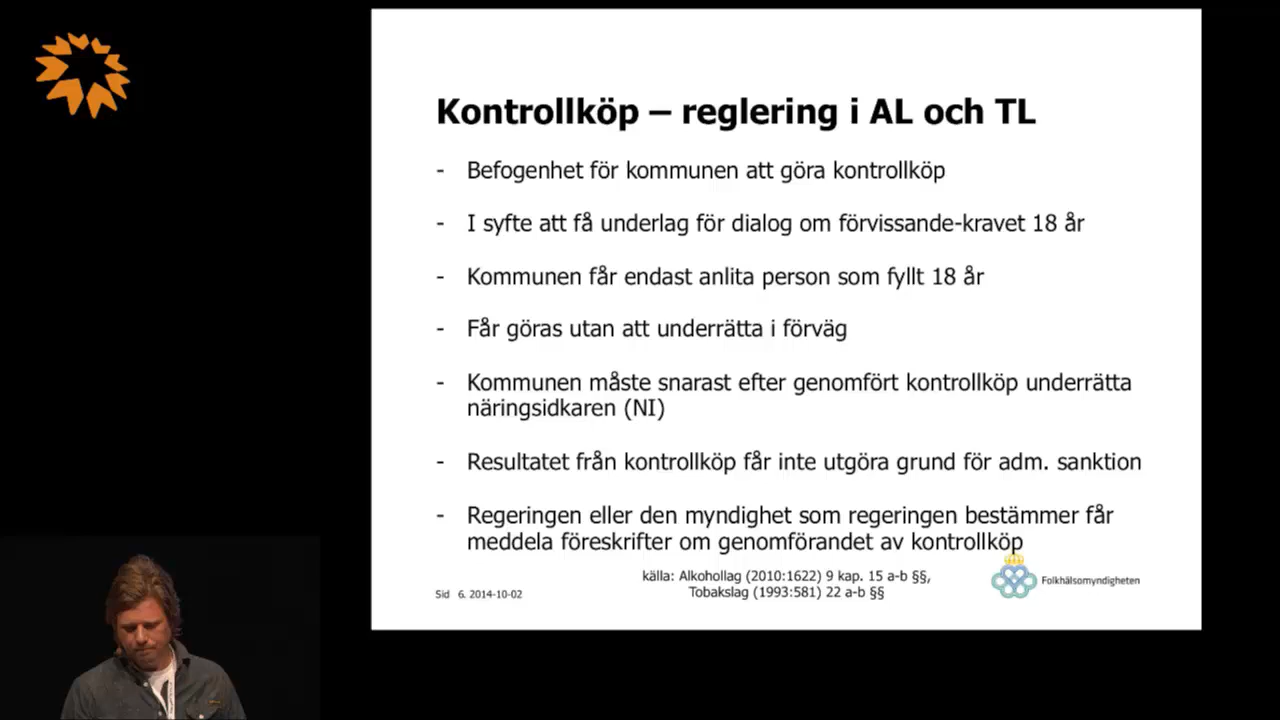 Kontrollköp – reglering i AL och TL
- Befogenhet för kommunen att göra kontrollköp
- I syfte att få underlag för dialog om förvissande-kravet 18 år
- Kommunen får endast anlita person som fyllt 18 år
- Får göras utan att underrätta i förväg
- Kommunen måste snarast efter genomfört kontrollköp underrätta
näringsidkaren (NI)
- Resultatet från kontrollköp får inte utgöra grund för adm. sanktion
- Regeringen eller den myndighet som regeringen bestämmer får
meddela föreskrifter om genomförandet av kontrollköp
källa: Alkohollag (2010:1622) 9 kap. 15 a-b §§,
Tobakslag (1993:581) 22 a-b §§
Sid 6. 2014-10-02
Folkhälsomyndigheten